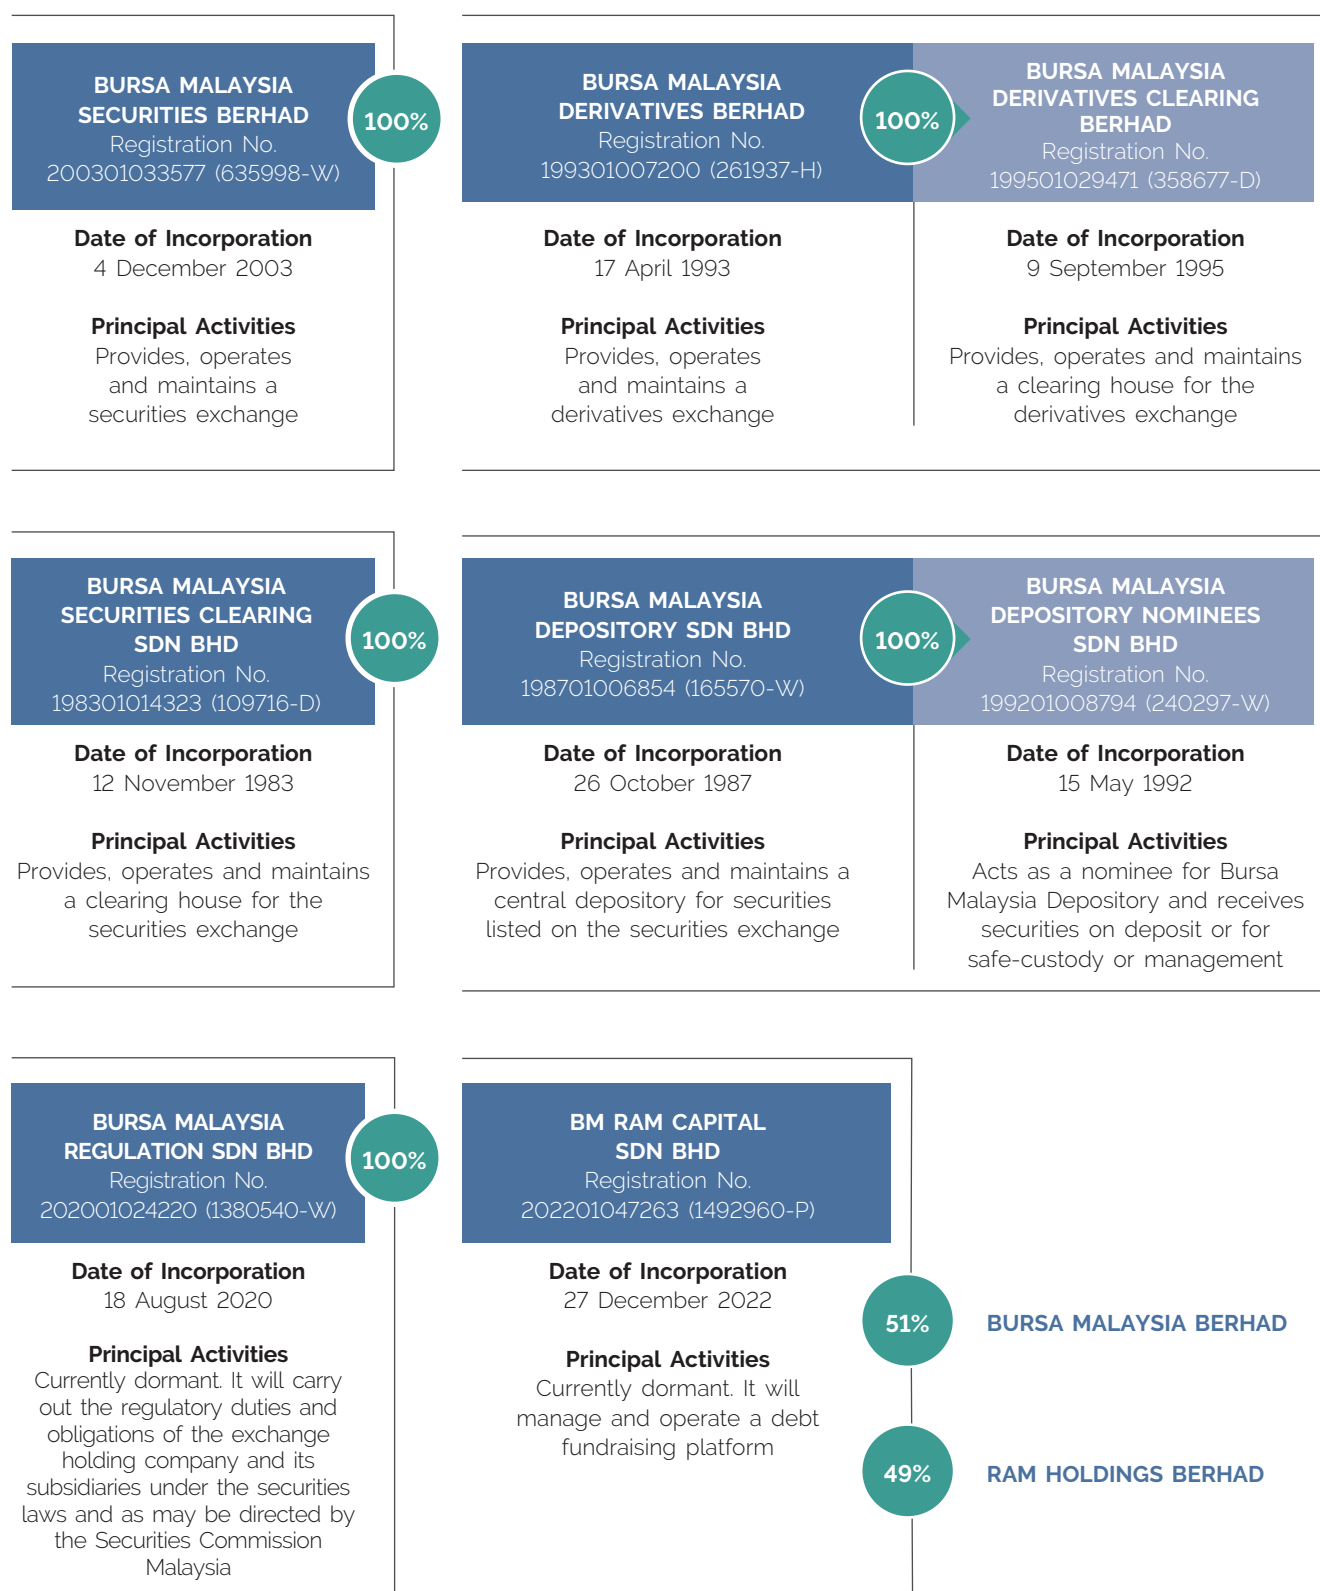 BURSA MALAYSIA
SECURITIES BERHAD
Registration No.
200301033577 (635998-W)
100%
Date of Incorporation
4 December 2003
Principal Activities
Provides, operates
and maintains a
securities exchange
BURSA MALAYSIA
DERIVATIVES BERHAD
Registration No.
199301007200 (261937-H)
Date of Incorporation
17 April 1993
Principal Activities
Provides, operates
and maintains a
derivatives exchange
100%
BURSA MALAYSIA
DERIVATIVES CLEARING
BERHAD
Registration No.
199501029471 (358677-D)
Date of Incorporation
9 September 1995
Principal Activities
Provides, operates and maintains
a clearing house for the
derivatives exchange
BURSA MALAYSIA
SECURITIES CLEARING
SDN BHD
Registration No.
198301014323 (109716-D)
100%
Date of Incorporation
12 November 1983
Principal Activities
Provides, operates and maintains
a clearing house for the
securities exchange
BURSA MALAYSIA
DEPOSITORY SDN BHD
Registration No.
198701006854 (165570-W)
Date of Incorporation
26 October 1987
Principal Activities
Provides, operates and maintains a
central depository for securities
listed on the securities exchange
100%
BURSA MALAYSIA
DEPOSITORY NOMINEES
SDN BHD
Registration No.
199201008794 (240297-W)
Date of Incorporation
15 May 1992
Principal Activities
Acts as a nominee for Bursa
Malaysia Depository and receives
securities on deposit or for
safe-custody or management
BURSA MALAYSIA
REGULATION SDN BHD
Registration No.
202001024220 (1380540-W)
100%
Date of Incorporation
18 August 2020
Principal Activities
Currently dormant. It will carry
out the regulatory duties and
obligations of the exchange
holding company and its
subsidiaries under the securities
laws and as may be directed by
the Securities Commission
Malaysia
BM RAM CAPITAL
SDN BHD
Registration No.
202201047263 (1492960-P)
Date of Incorporation
27 December 2022
Principal Activities
Currently dormant. It will
manage and operate a debt
fundraising platform
51%
BURSA MALAYSIA BERHAD
49%
RAM HOLDINGS BERHAD